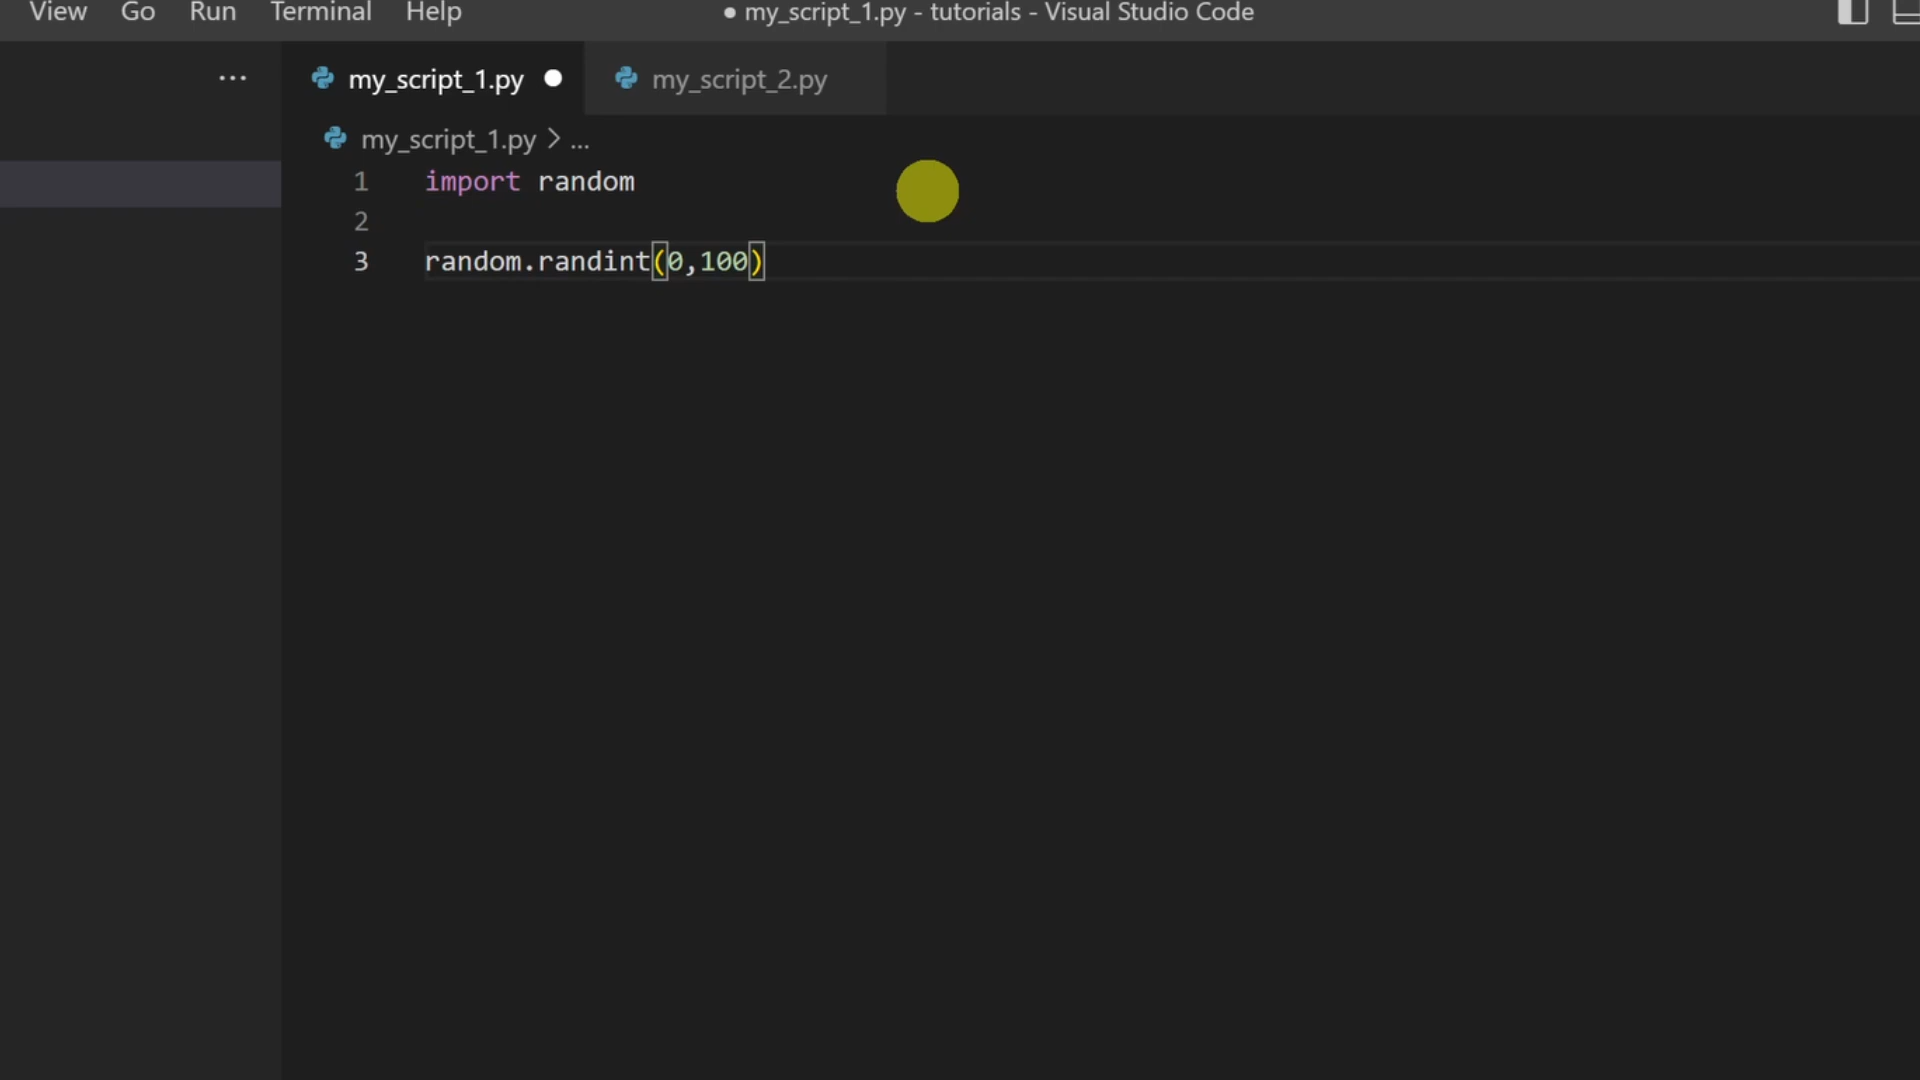 View Go Run Terminal Help ● my_script_1.py - tutorials - Visual Studio Code
... my_script_1.py ● my_script_2.py
my_script_1.py > ...
1 import random
2
3 random.randint(0,100)